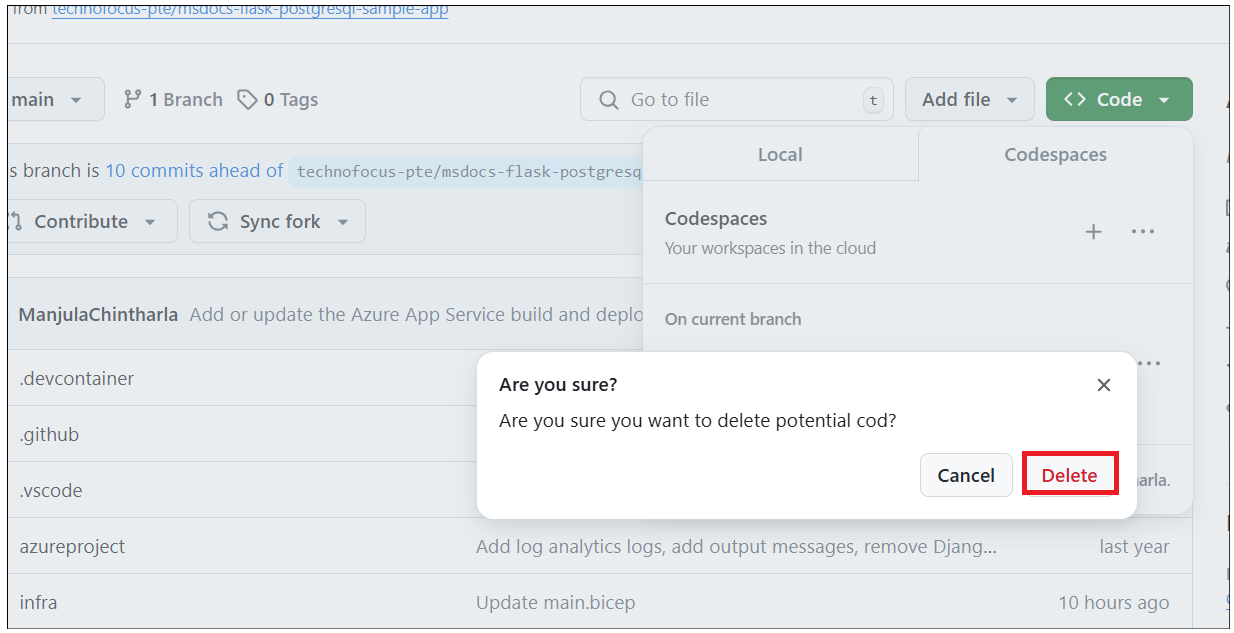 from technofocus-pte/msdocs-flask-postgresql-sample-app
main 1 Branch 0 Tags Go to file t Add file Code
Local Codespaces
s branch is 10 commits ahead of technofocus-pte/msdocs-flask-postgresq
Codespaces
Contribute Sync fork
Your workspaces in the cloud
ManjulaChintharla Add or update the Azure App Service build and deplo
On current branch
.devcontainer
Are you sure?
Are you sure you want to delete potential cod?
.github
Cancel Delete
.vscode
arla.
azureproject Add log analytics logs, add output messages, remove Djang... last year
infra Update main.bicep 10 hours ago